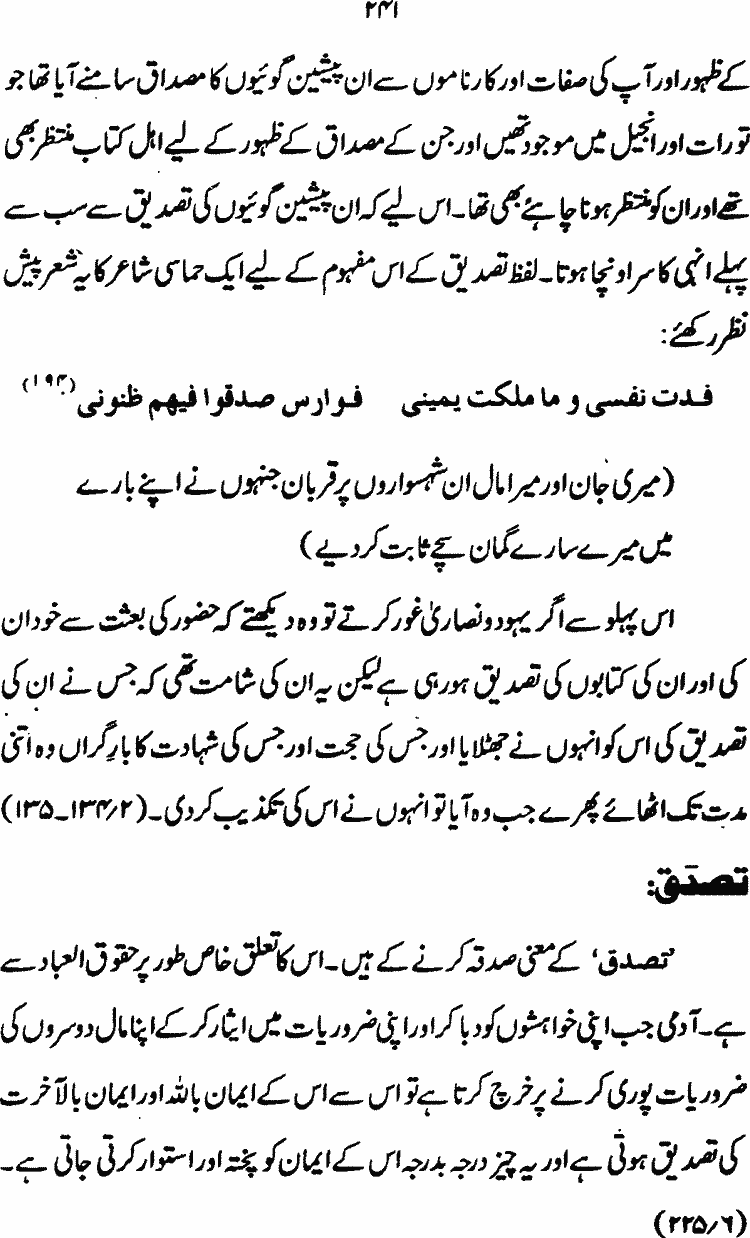 ۲۴۱
کے ظہور اور آپ کی صفات اور کارناموں سے ان پیشین گوئیوں کا مصداق سامنے آیا تھا جو
تورات اور انجیل میں موجود تھیں اور جن کے مصداق کے ظہور کے لیے اہل کتاب منتظر بھی
تھے اور ان کو منتظر ہونا چاہئے بھی تھا۔ اس لیے کہ ان پیشین گوئیوں کی تصدیق سے سب سے
پہلے انہی کا سر اونچا ہوتا۔ لفظ تصدیق کے اس مفہوم کے لیے ایک حماسی شاعر کا یہ شعر پیش
نظر رکھئے:
فدت نفسی و ما ملکت یمینی فوارس صدقوا فیهم ظنونی (۱۹۴)
(میری جان اور میرا مال ان شہسواروں پر قربان جنہوں نے اپنے بارے
میں میرے سارے گمان سچے ثابت کر دیے)
اس پہلو سے اگر یہود و نصاریٰ غور کرتے تو وہ دیکھتے کہ حضور کی بعثت سے خود ان
کی اور ان کی کتابوں کی تصدیق ہو رہی ہے لیکن یہ ان کی شامت تھی کہ جس نے ان کی
تصدیق کی اس کو انہوں نے جھٹلایا اور جس کی حجت اور جس کی شہادت کا بارِگراں وہ اتنی
مدت تک اٹھائے پھرے جب وہ آیا تو انہوں نے اس کی تکذیب کر دی۔ (۱۳۴/۲۔۱۳۵)
تصدق:
’تصدق‘ کے معنی صدقہ کرنے کے ہیں۔ اس کا تعلق خاص طور پر حقوق العباد سے
ہے۔ آدمی جب اپنی خواہشوں کو دبا کر اور اپنی ضروریات میں ایثار کر کے اپنا مال دوسروں کی
ضروریات پوری کرنے پر خرچ کرتا ہے تو اس سے اس کے ایمان باللہ اور ایمان بالآخرت
کی تصدیق ہوتی ہے اور یہ چیز درجہ بدرجہ اس کے ایمان کو پختہ اور استوار کرتی جاتی ہے۔
(۲۲۵/۶)